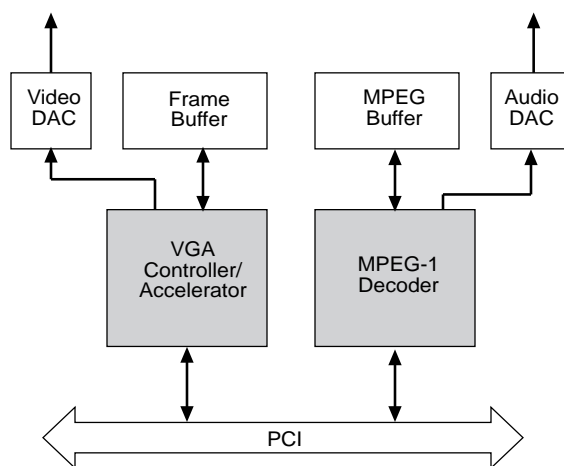 Video
DAC
Frame
Buffer
MPEG
Buffer
Audio
DAC
VGA
Controller/
Accelerator
MPEG-1
Decoder
PCI